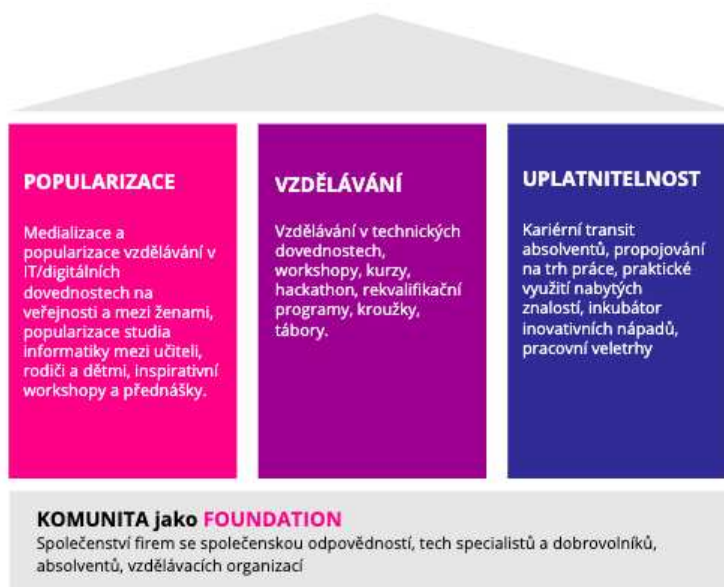 POPULARIZACE
Medializace a
popularizace vzdělávání v
IT/digitálních
dovednostech na
veřejnosti a mezi ženami,
popularizace studia
informatiky mezi učiteli,
rodiči a dětmi, inspirativní
workshopy a přednášky.
VZDĚLÁVÁNÍ
Vzdělávání v technických
dovednostech,
workshopy, kurzy,
hackathon, rekvalifikační
programy, kroužky,
tábory.
UPLATNITELNOST
Kariérní transit
absolventů, propojování
na trh práce, praktické
využití nabytých
znalostí, inkubátor
inovativních nápadů,
pracovní veletrhy
KOMUNITA jako FOUNDATION
Společenství firem se společenskou odpovědností, tech specialistů a dobrovolníků,
absolventů, vzdělávacích organizací